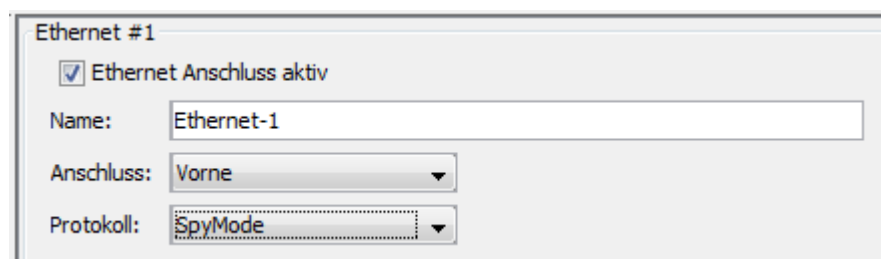 Ethernet #1
Ethernet Anschluss aktiv
Name: Ethernet-1
Anschluss: Vorne
Protokoll: SpyMode